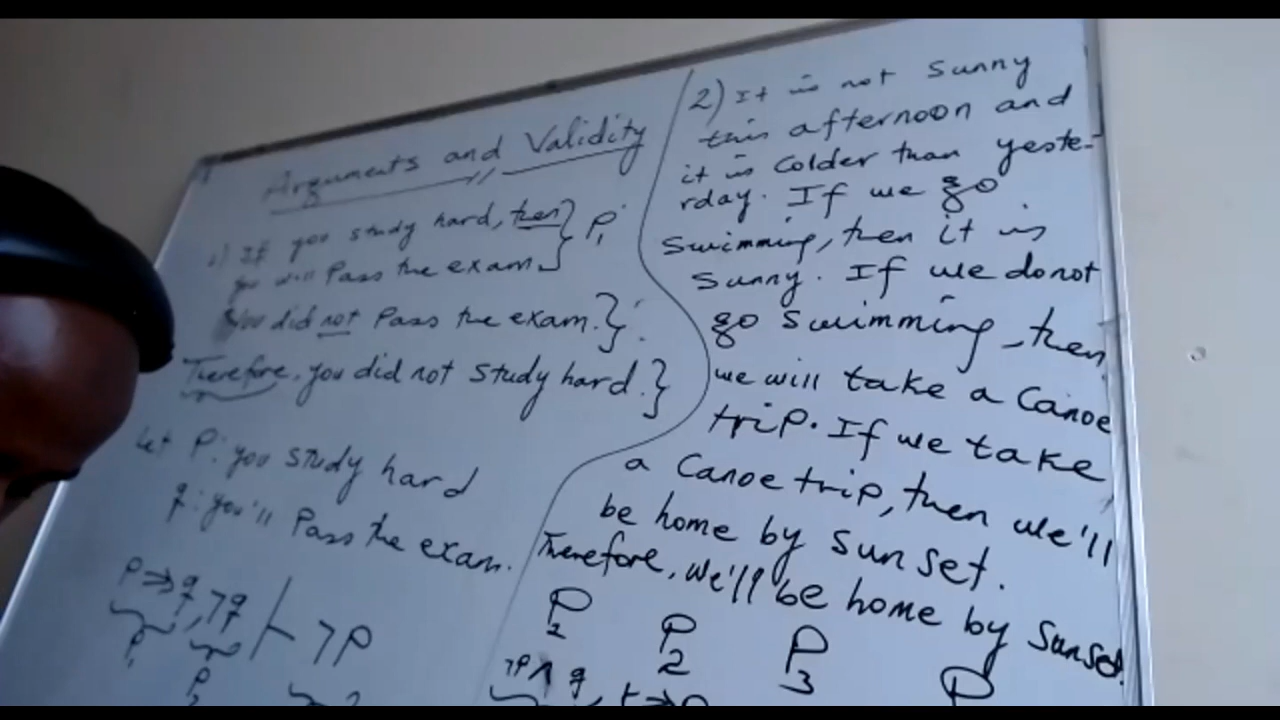 Arguments and Validity
1) If you study hard, then } P1
you will Pass the exam.
You did not Pass the exam. }
Therefore, you did not study hard. }
Let P: you study hard
q: you'll Pass the exam.
P ⇒ q, ¬q ⊢ ¬P
P1
2) It is not sunny
this afternoon and
it is colder than yeste-
rday. If we go
swimming, then it is
sunny. If we do not
go swimming, then
we will take a Canoe
trip. If we take
a Canoe trip, then we'll
be home by sunset.
Therefore, we'll be home by sunset.
P P2 P3 P
¬P ∧ q,